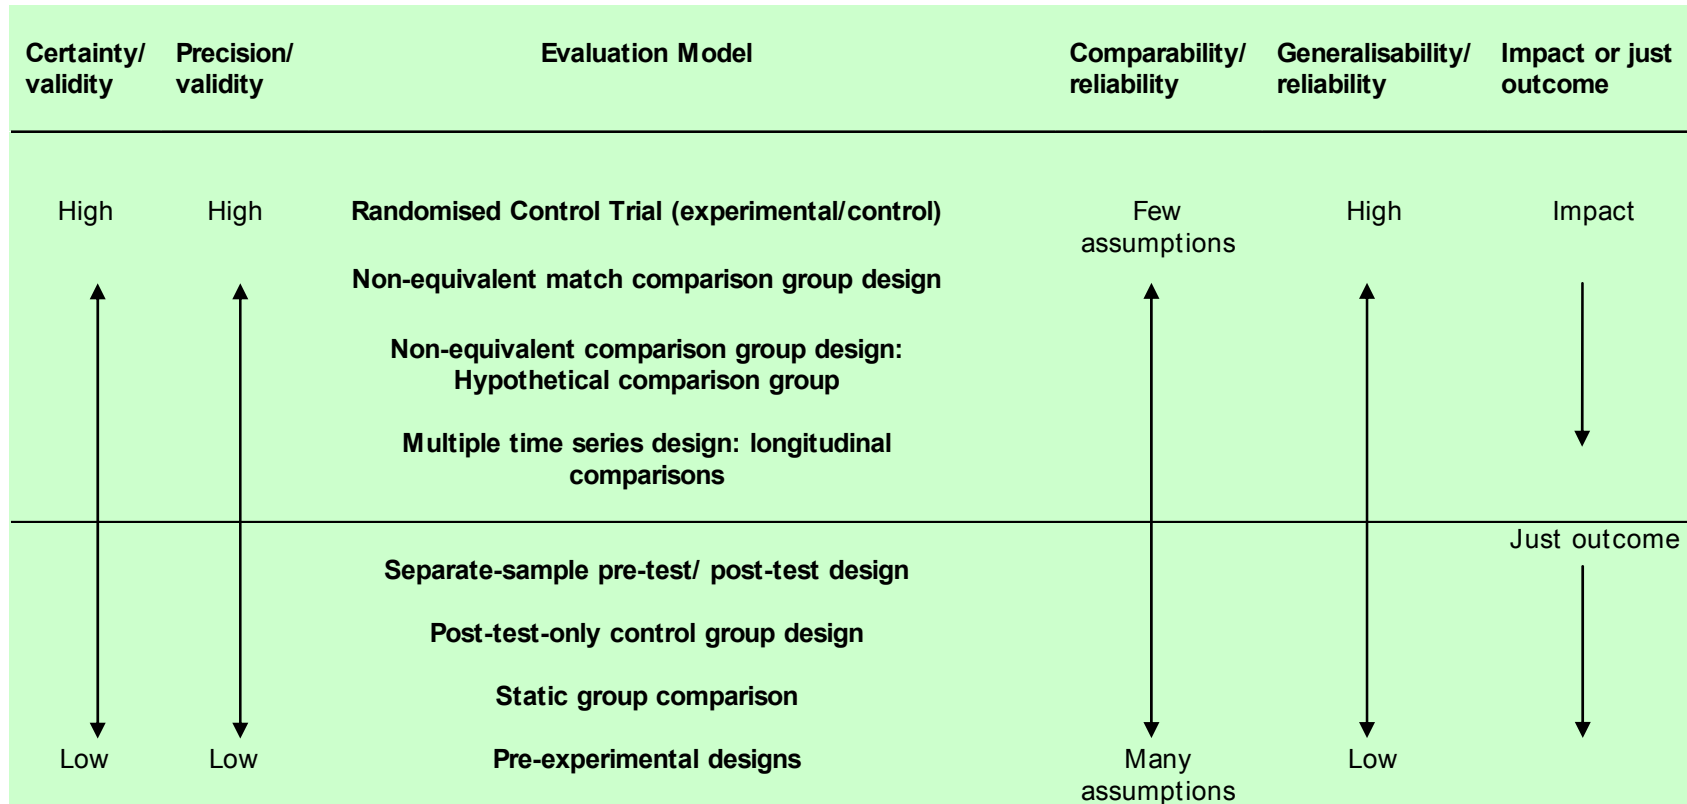 Certainty/ Precision/ Evaluation Model Comparability/ Generalisability/ Impact or just
validity validity reliability reliability outcome
High High Randomised Control Trial (experimental/control) Few High Impact
assumptions
Non-equivalent match comparison group design
Non-equivalent comparison group design:
Hypothetical comparison group
Multiple time series design: longitudinal
comparisons
Just outcome
Separate-sample pre-test/ post-test design
Post-test-only control group design
Static group comparison
Low Low Pre-experimental designs Many Low
assumptions